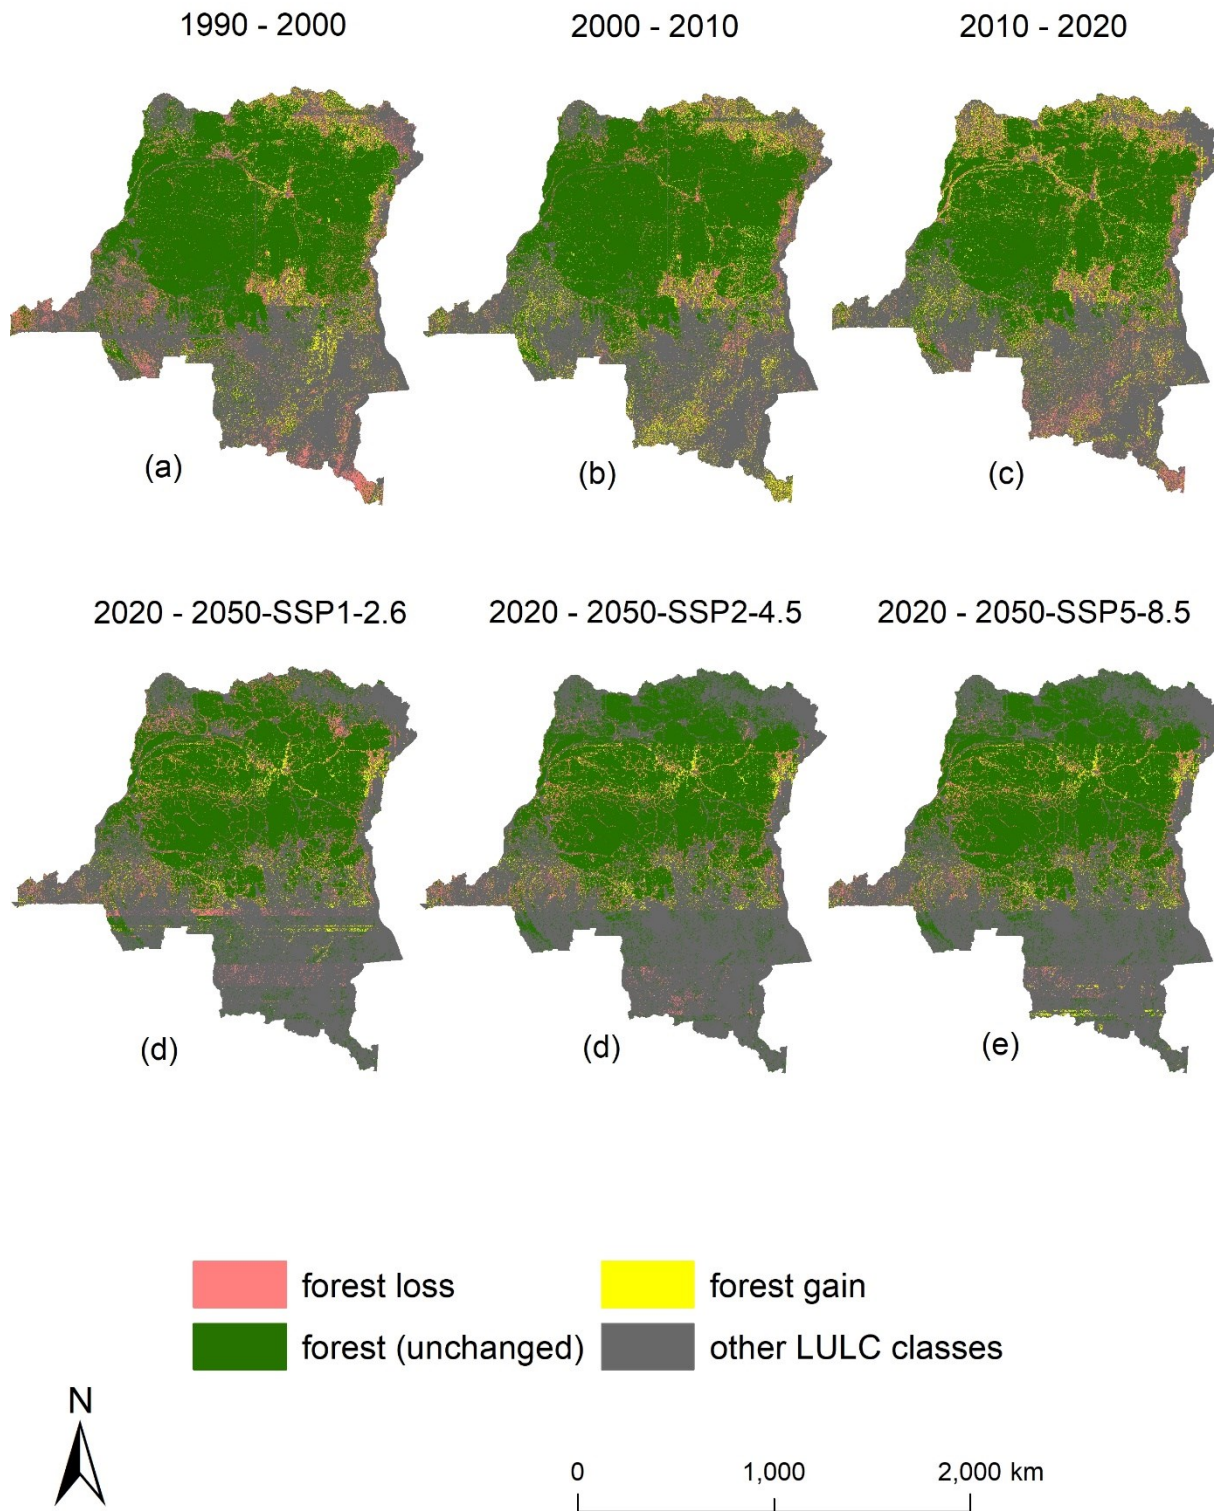 1990 - 2000
2000 - 2010
2010 - 2020
(a)
(b)
(c)
2020 - 2050-SSP1-2.6
2020 - 2050-SSP2-4.5
2020 - 2050-SSP5-8.5
(d)
(d)
(e)
forest loss
forest gain
forest (unchanged)
other LULC classes
N
0 1,000 2,000 km